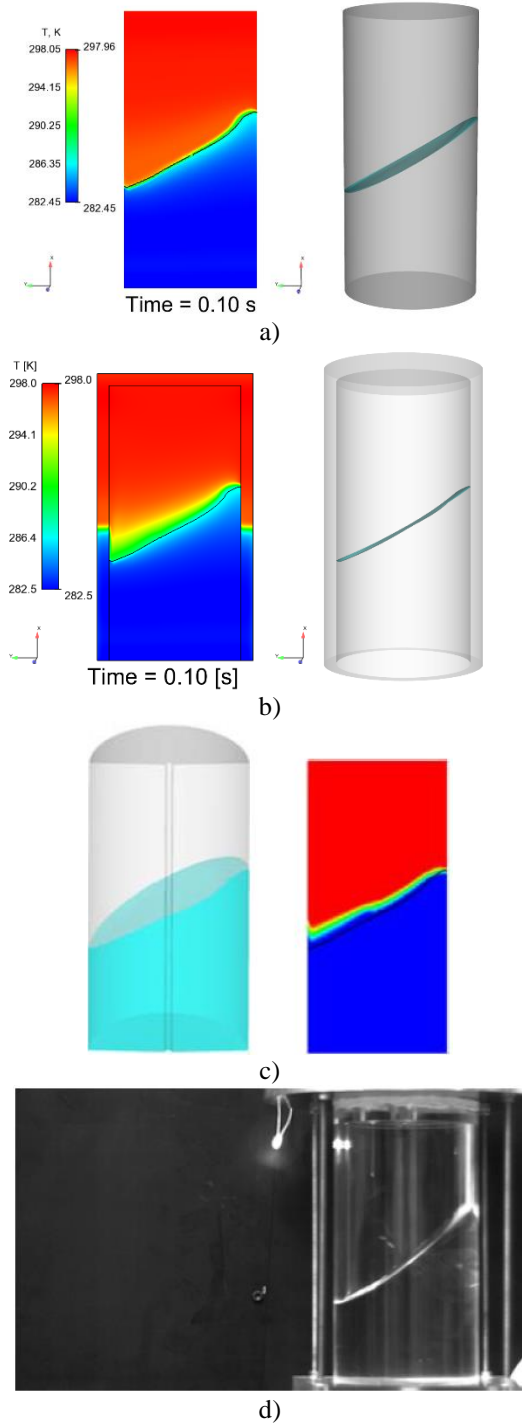 T, K
298.05
297.96
294.15
290.25
286.35
282.45
282.45
X
Y
X
Y
Time = 0.10 s
a)
T [K]
298.0
298.0
294.1
290.2
286.4
282.5
282.5
X
Y
X
Y
Time = 0.10 [s]
b)
c)
d)